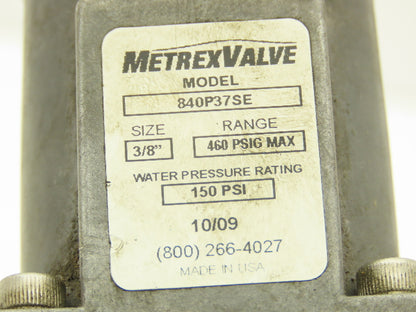 METREXVALVE
MODEL
840P37SE
SIZE RANGE
3/8" 460 PSIG MAX
WATER PRESSURE RATING
150 PSI
10/09
(800) 266-4027
MADE IN USA